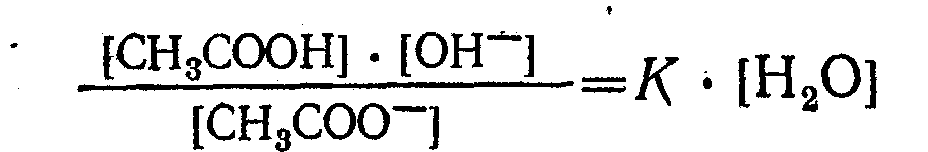 [CH₃COOH] · [OH⁻]
/ [CH₃COO⁻] = K · [H₂O]